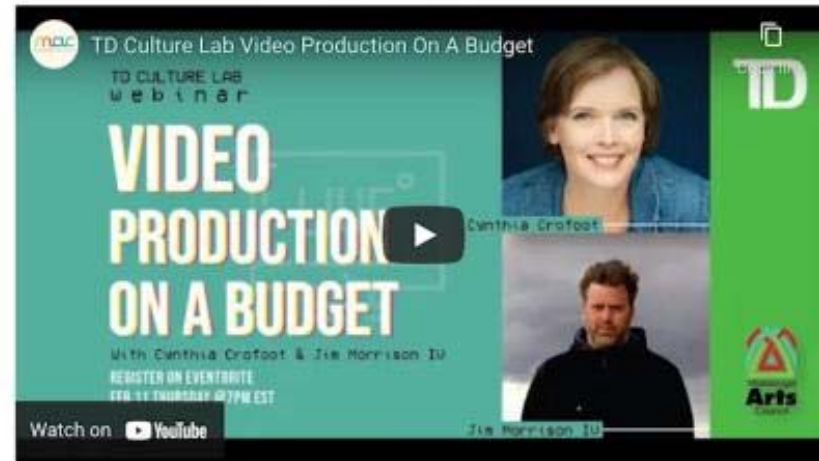 mac
TD Culture Lab Video Production On A Budget
TD CULTURE LAB
webinar
TD
VIDEO
PRODUCTION
ON A BUDGET
Cynthia Crofoot
With Cynthia Crofoot & Jim Morrison IV
REGISTER ON EVENTBRITE
FEB 11 THURSDAY @7PM EST
Arts
Council
Watch on YouTube
Jim Morrison IV